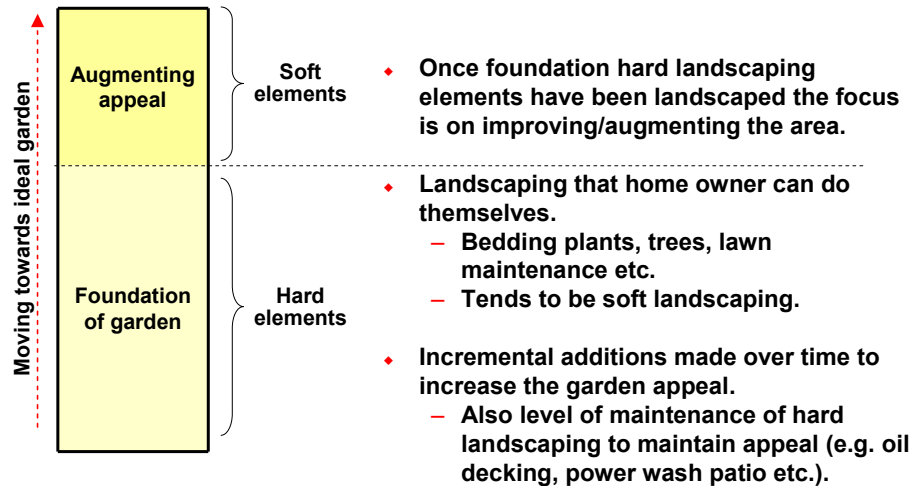 Moving towards ideal garden
Augmenting
appeal
Soft
elements
Foundation
of garden
Hard
elements
⬥ Once foundation hard landscaping
elements have been landscaped the focus
is on improving/augmenting the area.
⬥ Landscaping that home owner can do
themselves.
– Bedding plants, trees, lawn
maintenance etc.
– Tends to be soft landscaping.
⬥ Incremental additions made over time to
increase the garden appeal.
– Also level of maintenance of hard
landscaping to maintain appeal (e.g. oil
decking, power wash patio etc.).